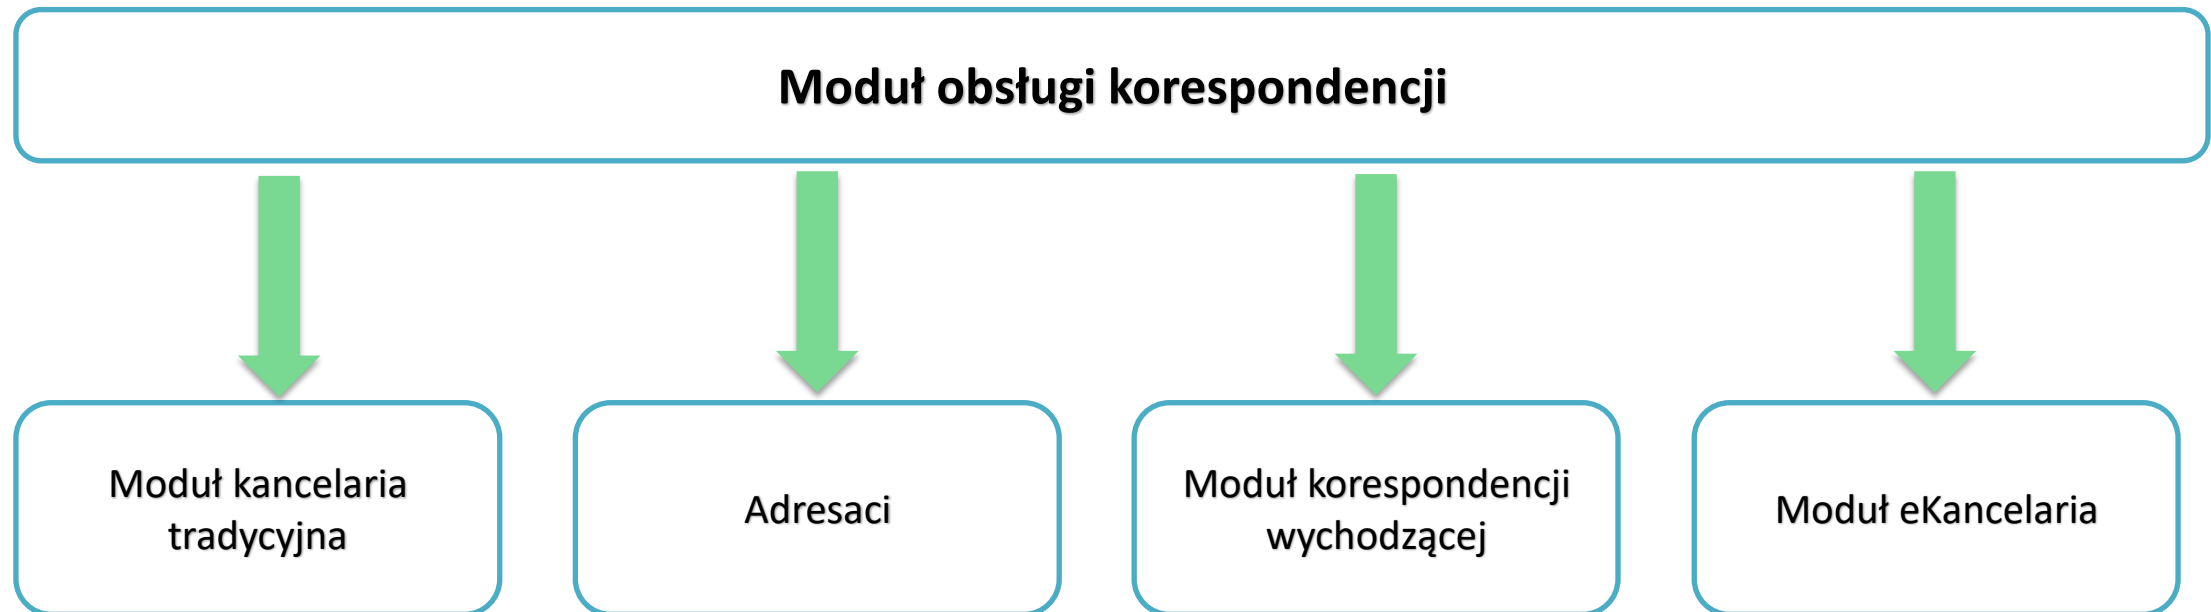 Moduł obsługi korespondencji
Moduł kancelaria
tradycyjna
Adresaci
Moduł korespondencji
wychodzącej
Moduł eKancelaria